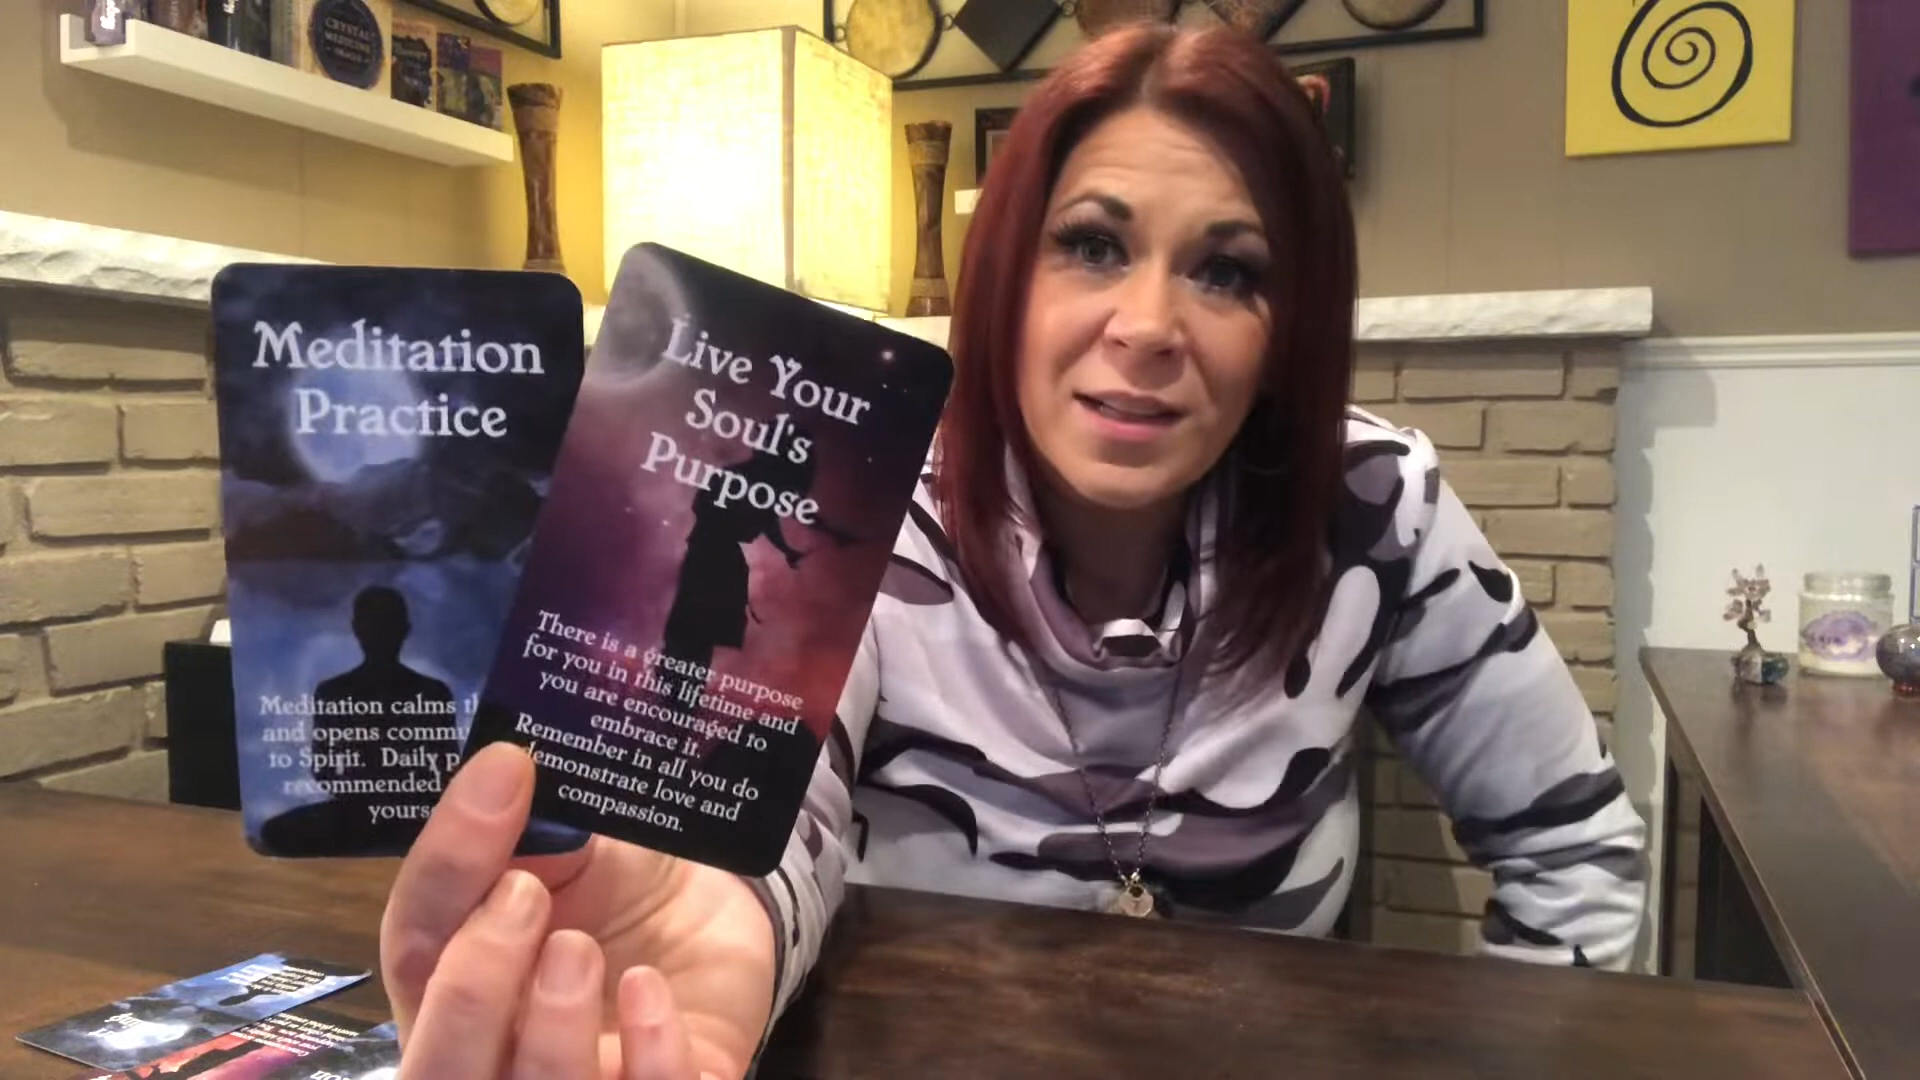 CRYSTAL
MEDICINE
Meditation
Practice
Meditation calms
and opens
to Spirit. Daily
recommended
Live Your
Soul's
Purpose
There is a greater purpose
for you in this lifetime and
you are encouraged to
embrace it.
Remember in all you do
demonstrate love and
compassion.